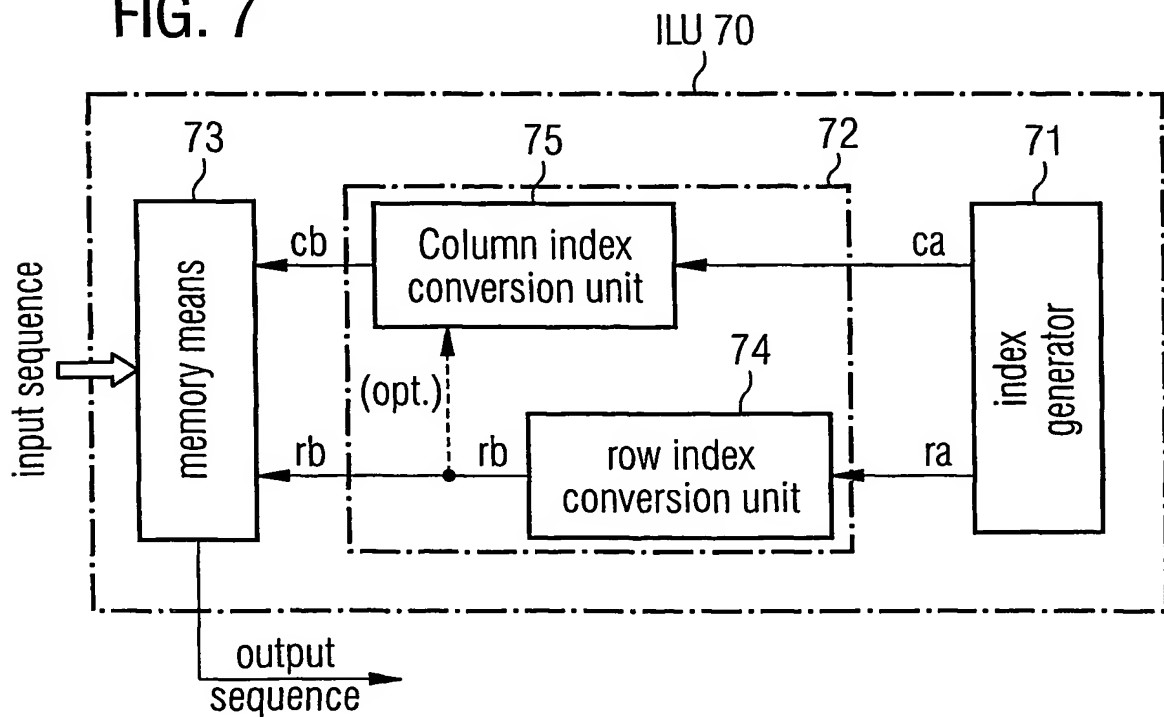 FIG. 7
ILU 70
73
75
72
71
cb
Column index
conversion unit
ca
input sequence
memory means
(opt.)
74
index
generator
rb
rb
row index
conversion unit
ra
output
sequence